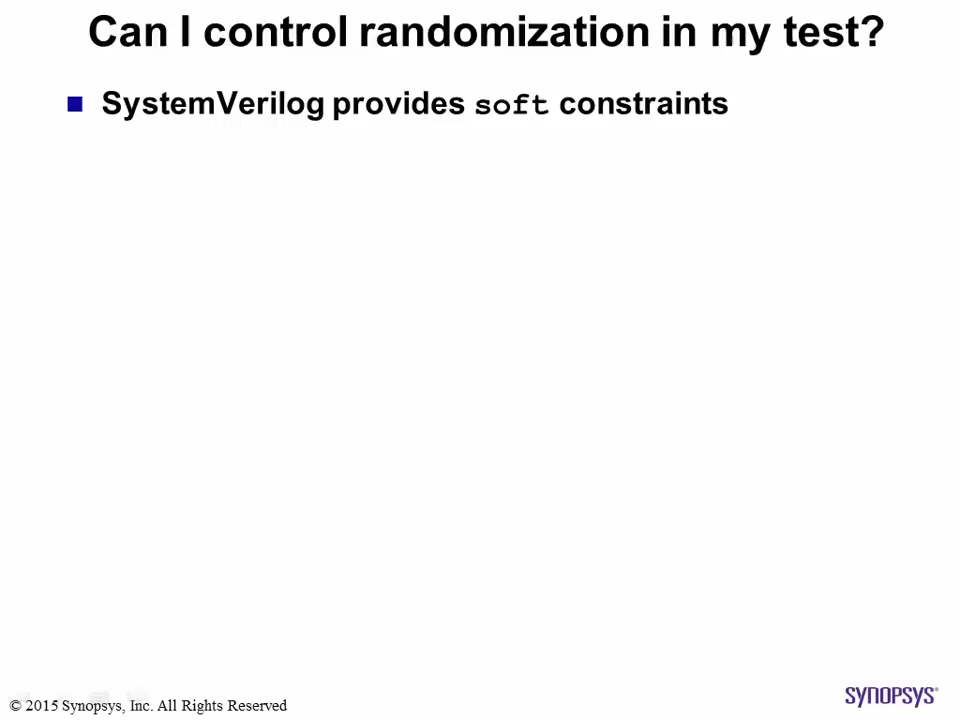 Can I control randomization in my test?
SystemVerilog provides soft constraints
© 2015 Synopsys, Inc. All Rights Reserved
SYNOPSYS®